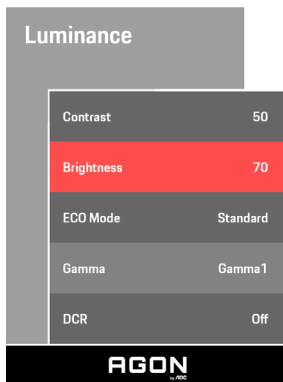 Luminance
Contrast 50
Brightness 70
ECO Mode Standard
Gamma Gamma1
DCR Off
AGON
by AOC